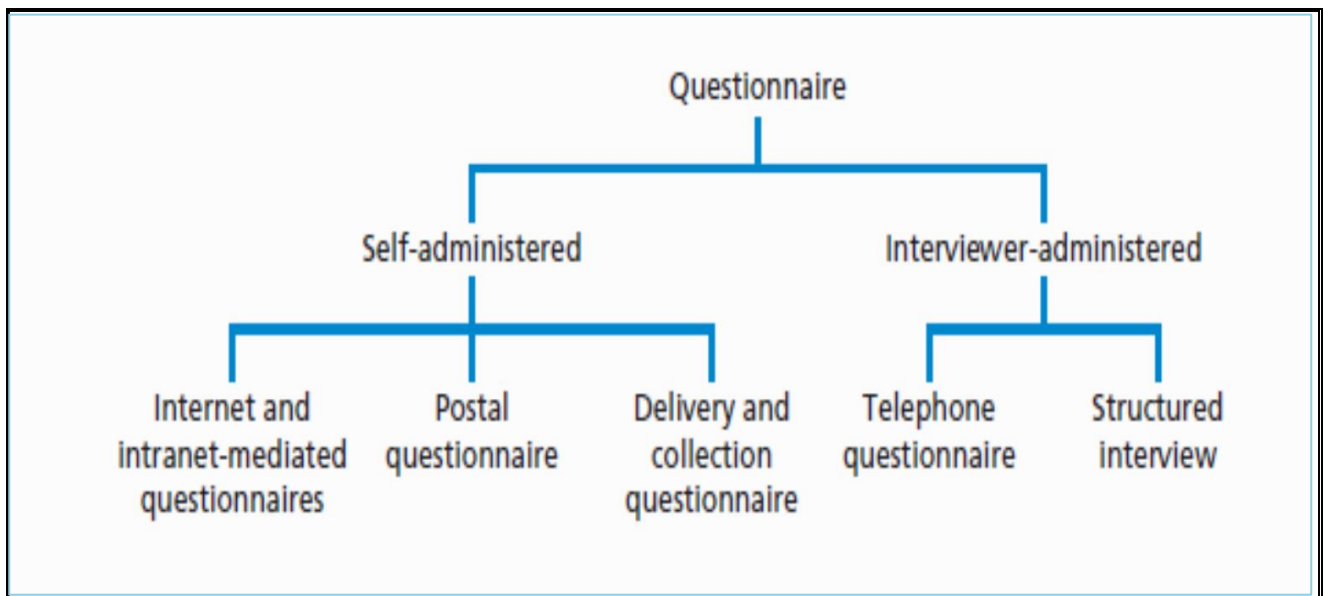 Questionnaire
Self-administered
Interviewer-administered
Internet and
intranet-mediated
questionnaires
Postal
questionnaire
Delivery and
collection
questionnaire
Telephone
questionnaire
Structured
interview